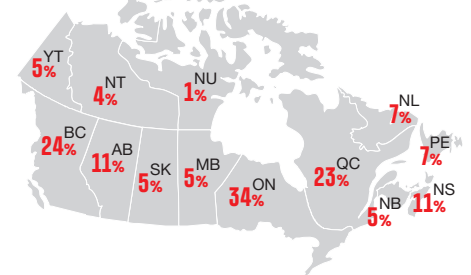 YT
5%
NT
4%
NU
1%
BC
24%
AB
11%
SK
5%
MB
5%
ON
34%
QC
23%
NL
7%
PE
7%
NB
5%
NS
11%